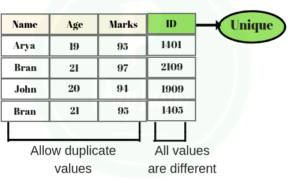 Name Age Marks ID Unique
Arya 19 95 1401
Bran 21 97 2109
John 20 94 1909
Bran 21 95 1405
Allow duplicate All values
values are different